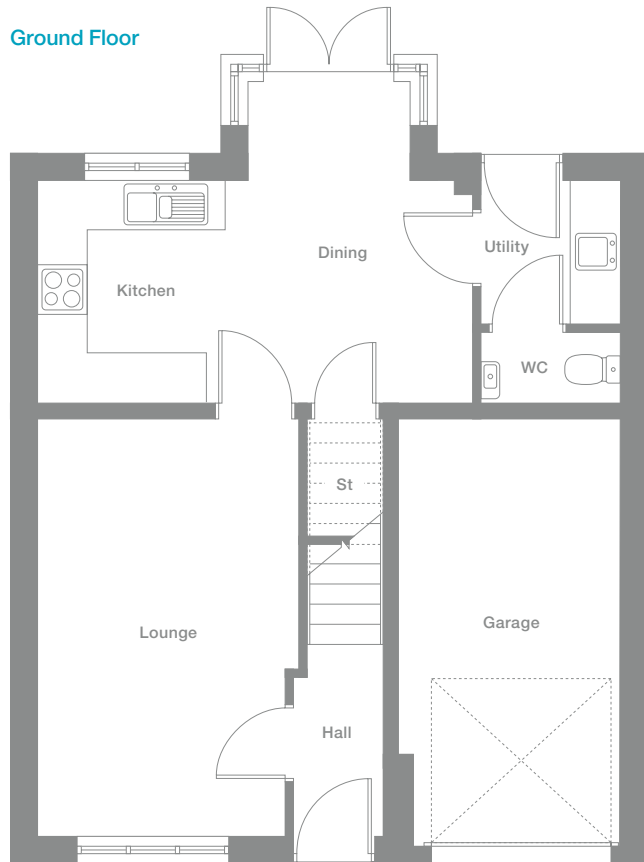 Ground Floor
Utility
Dining
Kitchen
WC
St
Garage
Lounge
Hall